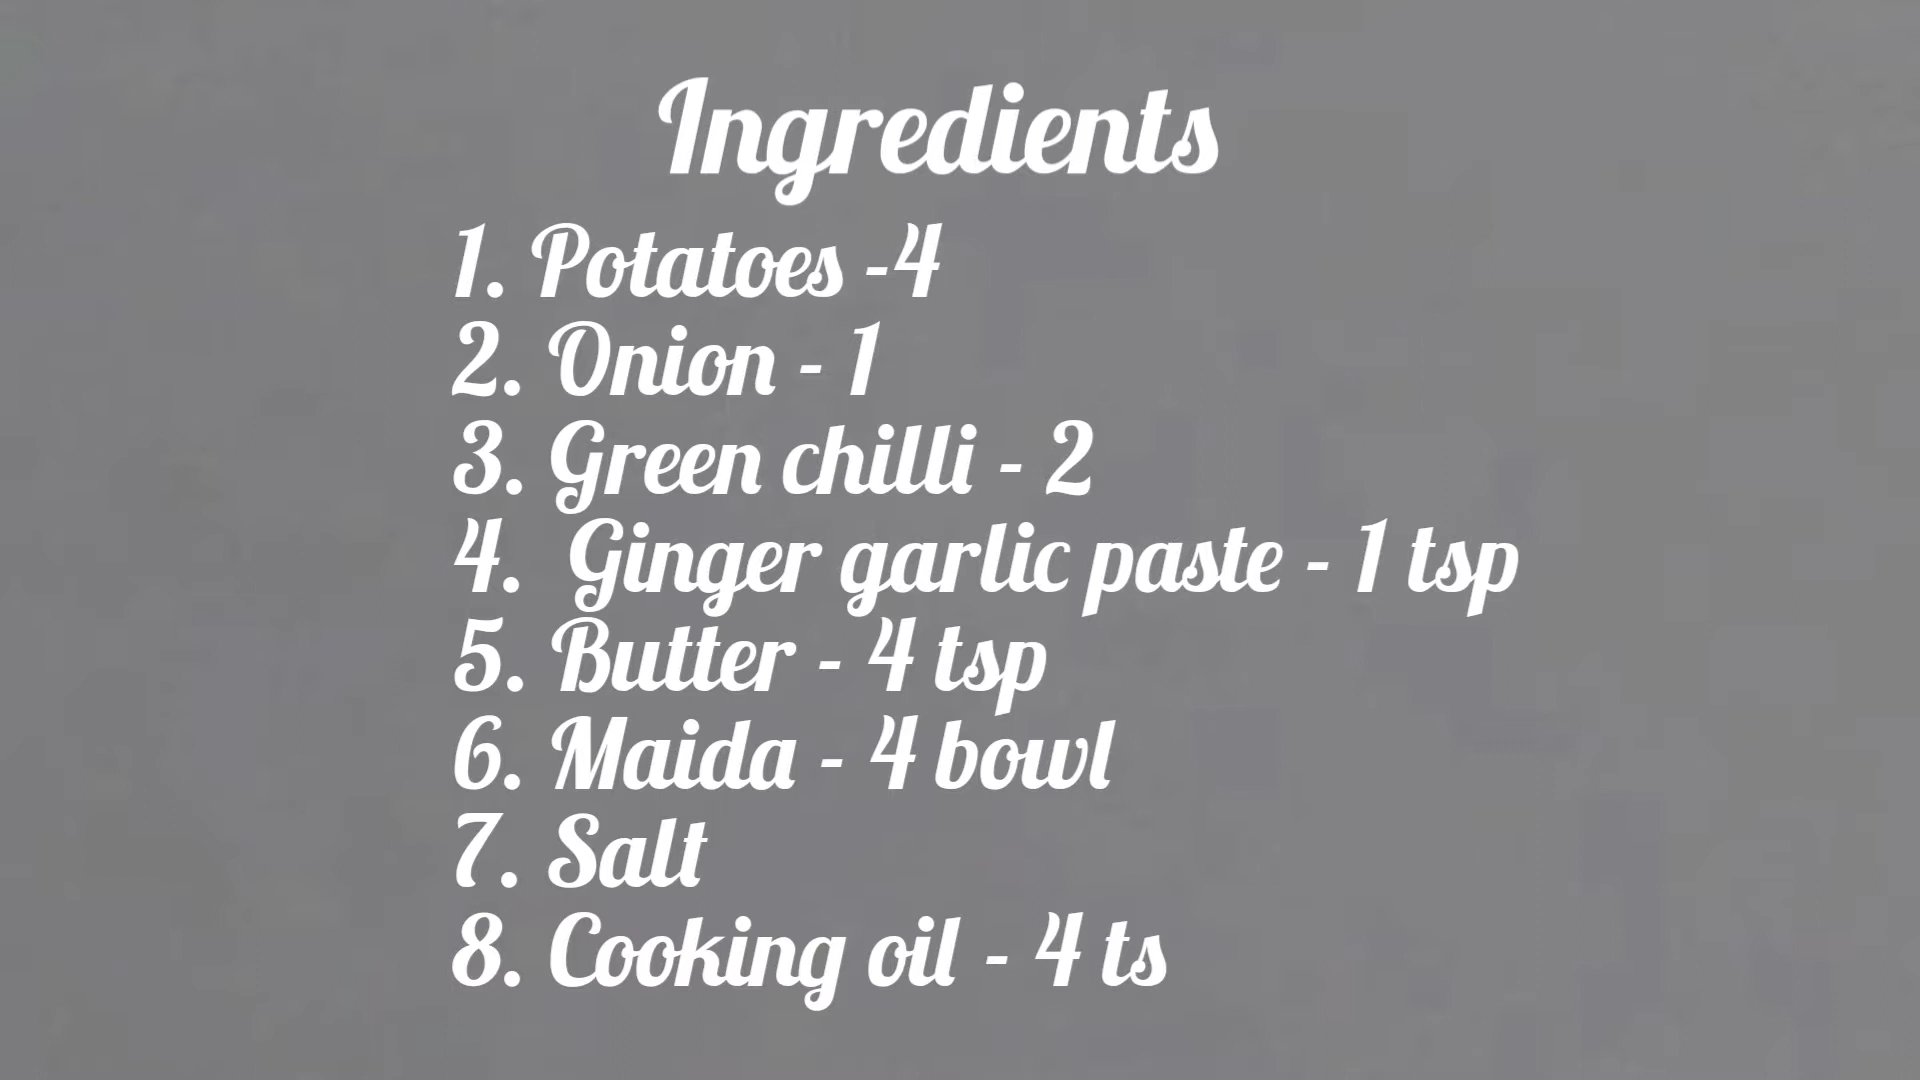 Ingredients
1. Potatoes -4
2. Onion - 1
3. Green chilli - 2
4. Ginger garlic paste - 1 tsp
5. Butter - 4 tsp
6. Maida - 4 bowl
7. Salt
8. Cooking oil - 4 ts